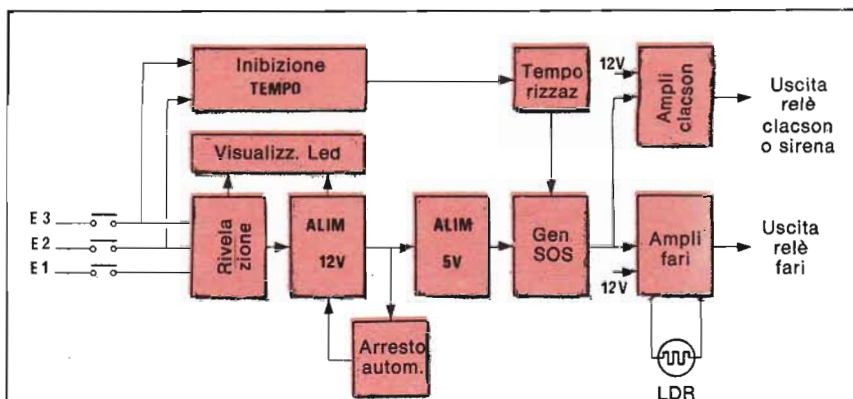 Inibizione
TEMPO
Tempo
rizzaz
12V
Ampli
clacson
Uscita
relè
clacson
o sirena
Visualizz. Led
E 3
E 2
E 1
Rivela
zione
ALIM
12V
ALIM
5V
Gen
SOS
Ampli
fari
12V
Uscita
relè
fari
Arresto
autom.
LDR